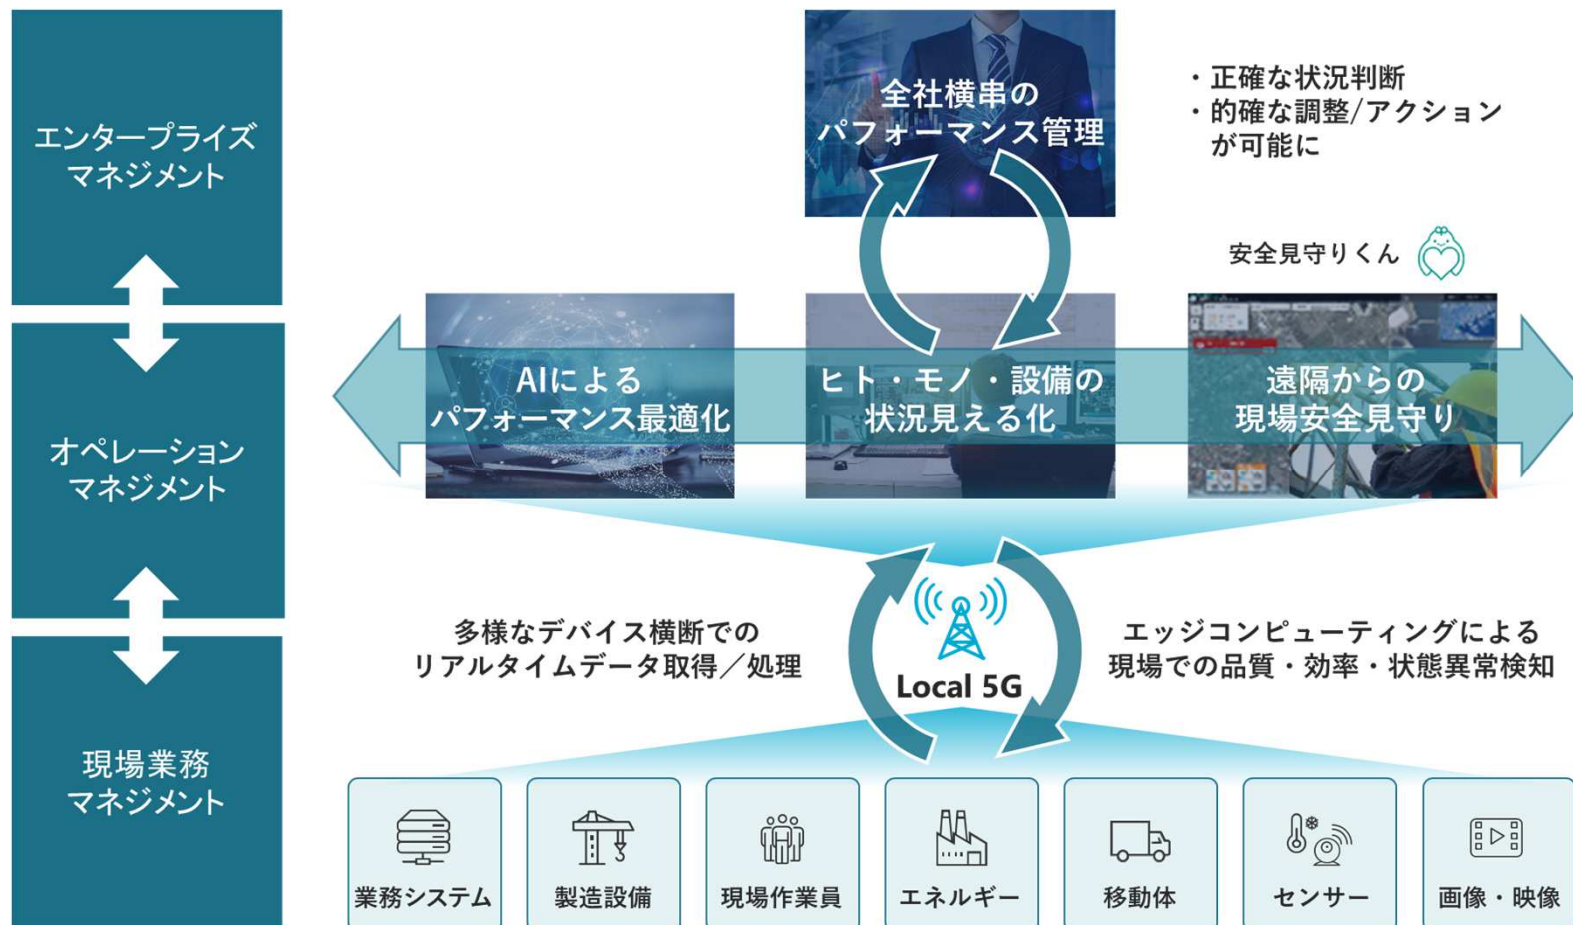 エンタープライズ
マネジメント
全社横串の
パフォーマンス管理
・正確な状況判断
・的確な調整/アクション
が可能に
安全見守りくん
オペレーション
マネジメント
AIによる
パフォーマンス最適化
ヒト・モノ・設備の
状況見える化
遠隔からの
現場安全見守り
多様なデバイス横断での
リアルタイムデータ取得／処理
Local 5G
エッジコンピューティングによる
現場での品質・効率・状態異常検知
現場業務
マネジメント
業務システム
製造設備
現場作業員
エネルギー
移動体
センサー
画像・映像